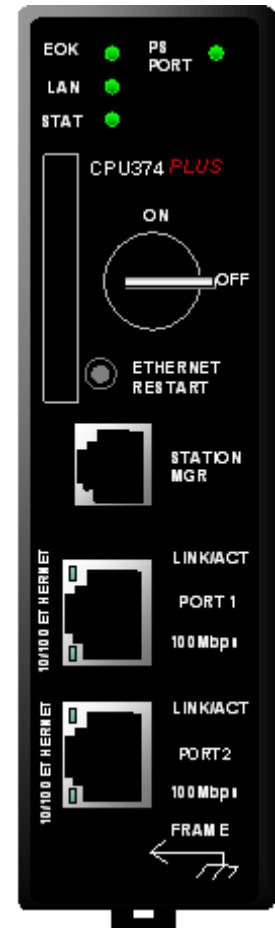 EOK
PS
PORT
LAN
STAT
CPU374 PLUS
ON
OFF
ETHERNET
RESTART
STATION
MGR
10/100 ETHERNET
LINK/ACT
PORT 1
100Mbps
10/100 ETHERNET
LINK/ACT
PORT2
100Mbps
FRAME